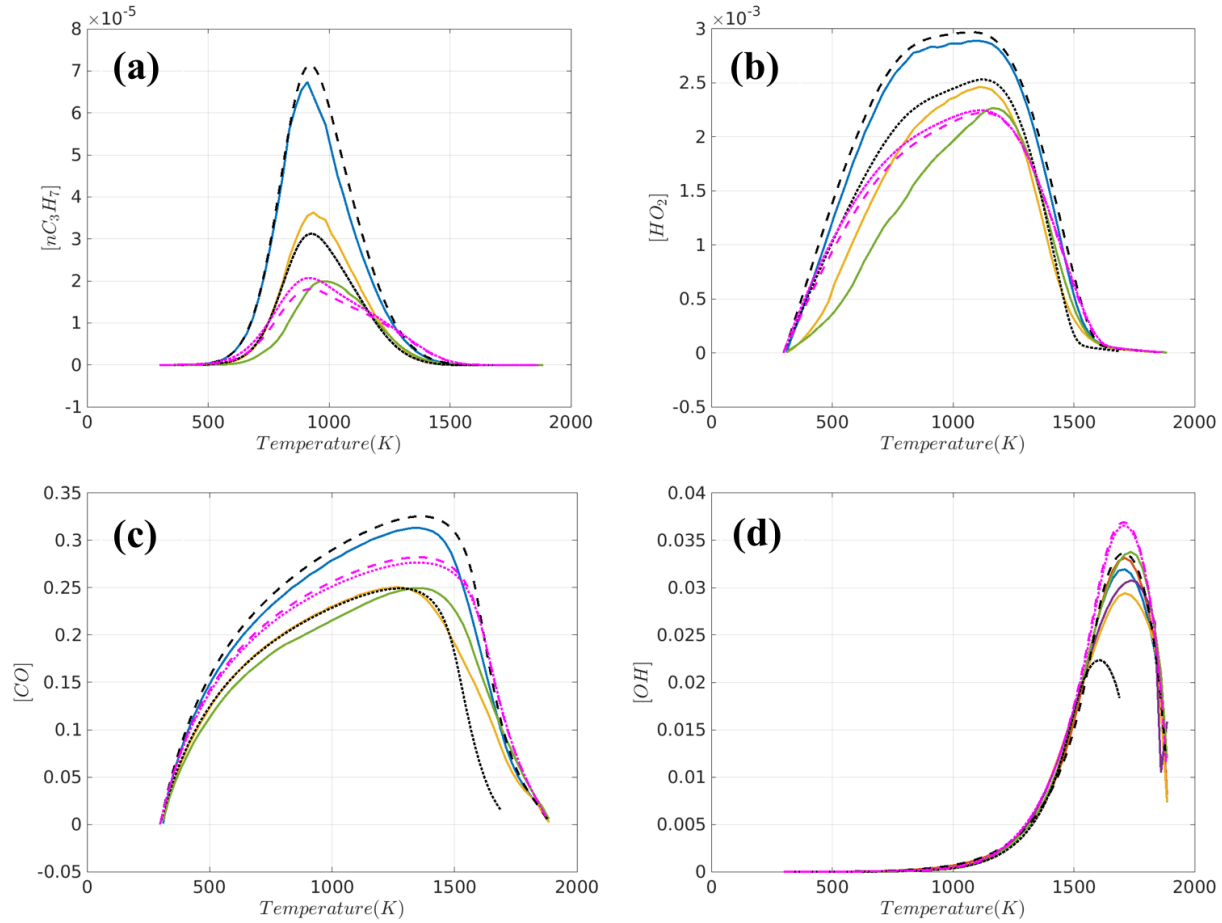 ×10⁻⁵
(a)
8
7
6
5
4
3
2
1
0
-1
[nC₃H₇]
0 500 1000 1500 2000
Temperature(K)
×10⁻³
(b)
3
2.5
2
1.5
1
0.5
0
-0.5
[HO₂]
0 500 1000 1500 2000
Temperature(K)
(c)
0.35
0.3
0.25
0.2
0.15
0.1
0.05
0
-0.05
[CO]
0 500 1000 1500 2000
Temperature(K)
(d)
0.04
0.035
0.03
0.025
0.02
0.015
0.01
0.005
0
[OH]
0 500 1000 1500 2000
Temperature(K)